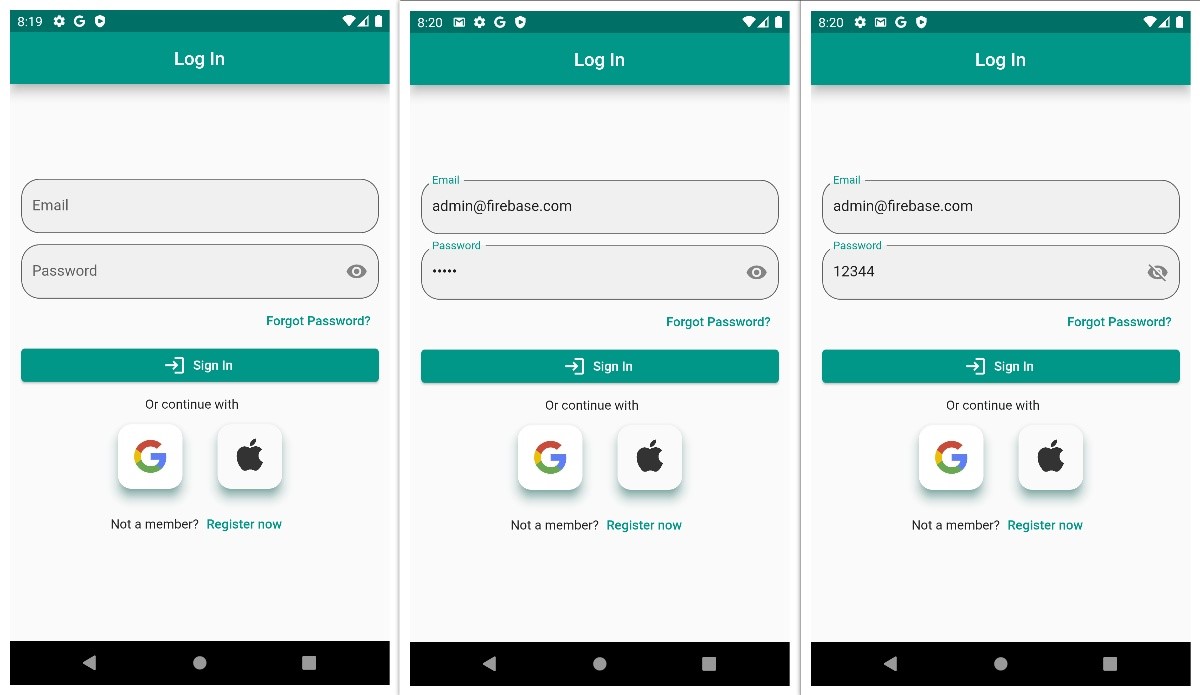 8:19
Log In
Email
Password
Forgot Password?
Sign In
Or continue with
Not a member? Register now
8:20
Log In
Email
admin@firebase.com
Password
•••••
Forgot Password?
Sign In
Or continue with
Not a member? Register now
8:20
Log In
Email
admin@firebase.com
Password
12344
Forgot Password?
Sign In
Or continue with
Not a member? Register now